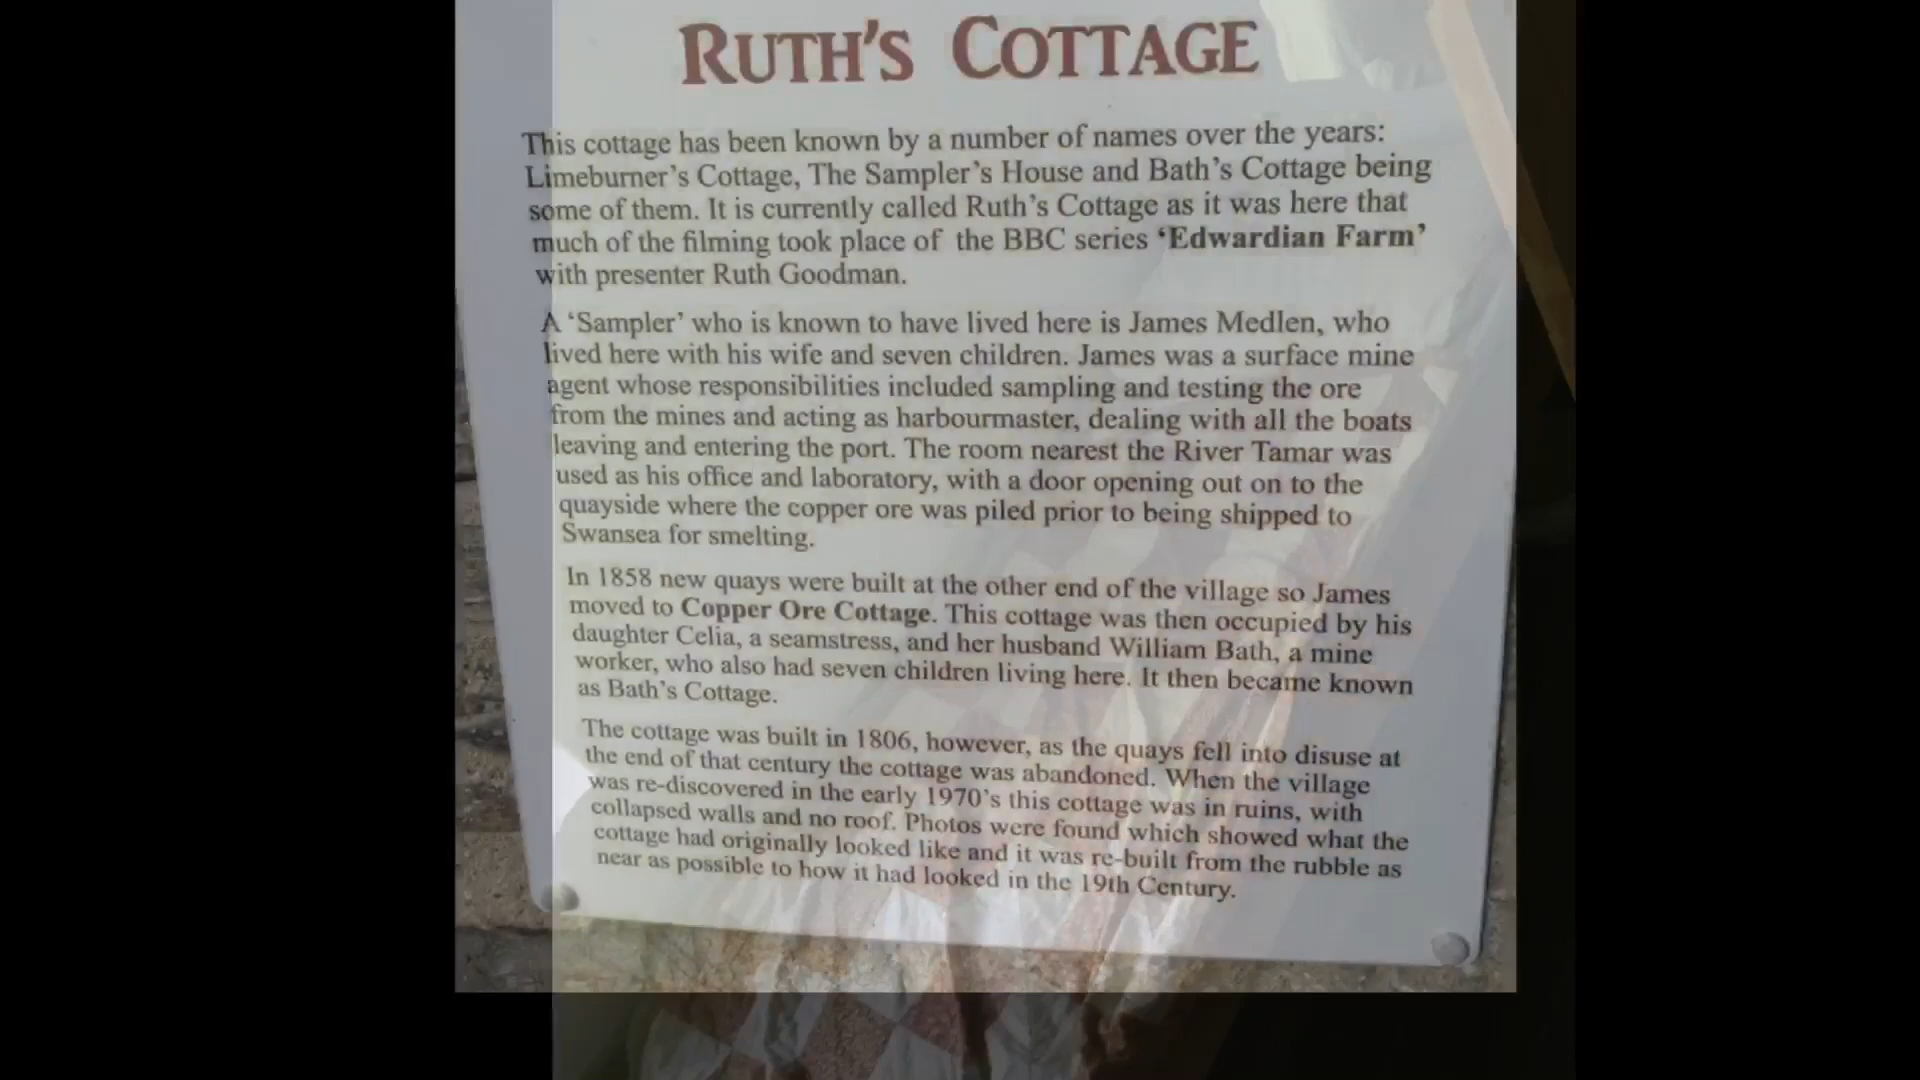 RUTH'S COTTAGE
This cottage has been known by a number of names over the years:
Limeburner's Cottage, The Sampler's House and Bath's Cottage being
some of them. It is currently called Ruth's Cottage as it was here that
much of the filming took place of the BBC series 'Edwardian Farm'
with presenter Ruth Goodman.
A 'Sampler' who is known to have lived here is James Medlen, who
lived here with his wife and seven children. James was a surface mine
agent whose responsibilities included sampling and testing the ore
from the mines and acting as harbourmaster, dealing with all the boats
leaving and entering the port. The room nearest the River Tamar was
used as his office and laboratory, with a door opening out on to the
quayside where the copper ore was piled prior to being shipped to
Swansea for smelting.
In 1858 new quays were built at the other end of the village so James
moved to Copper Ore Cottage. This cottage was then occupied by his
daughter Celia, a seamstress, and her husband William Bath, a mine
worker, who also had seven children living here. It then became known
as Bath's Cottage.
The cottage was built in 1806, however, as the quays fell into disuse at
the end of that century the cottage was abandoned. When the village
was re-discovered in the early 1970's this cottage was in ruins, with
collapsed walls and no roof. Photos were found which showed what the
cottage had originally looked like and it was re-built from the rubble as
near as possible to how it had looked in the 19th Century.